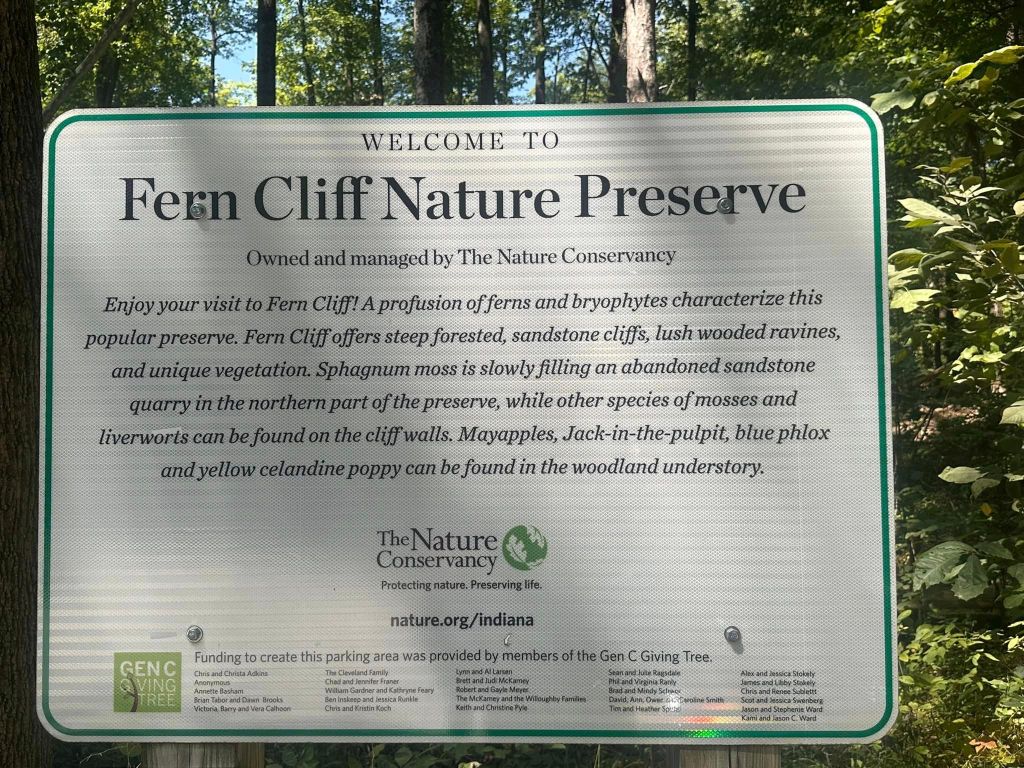 WELCOME TO
Fern Cliff Nature Preserve
Owned and managed by The Nature Conservancy
Enjoy your visit to Fern Cliff! A profusion of ferns and bryophytes characterize this
popular preserve. Fern Cliff offers steep forested, sandstone cliffs, lush wooded ravines,
and unique vegetation. Sphagnum moss is slowly filling an abandoned sandstone
quarry in the northern part of the preserve, while other species of mosses and
liverworts can be found on the cliff walls. Mayapples, Jack-in-the-pulpit, blue phlox
and yellow celandine poppy can be found in the woodland understory.
The Nature
Conservancy
Protecting nature. Preserving life.
nature.org/indiana
GEN C
GIVING
TREE
Funding to create this parking area was provided by members of the Gen C Giving Tree.
Chris and Christa Adkins
Anonymous
Annette Basham
Brian Tabor and Dawn Brooks
Victoria, Barry and Vera Calhoon
The Cleveland Family
Chad and Jennifer Franer
William Gardner and Kathryne Feary
Ben Inskeep and Jessica Runkle
Chris and Kristin Koch
Lynn and Al Larsen
Brett and Judi McKamey
Robert and Gayle Meyer
The McKamey and the Willoughby Families
Keith and Christine Pyle
Sean and Julie Ragsdale
Phil and Virginia Ranly
Brad and Mindy
David, Ann, Caroline Smith
Tim and Heather
Alex and Jessica Stokely
James and Libby Stokely
Chris and Renee Sublettt
Scot and Jessica Swenberg
Jason and Stephenie Ward
Kami and Jason C. Ward